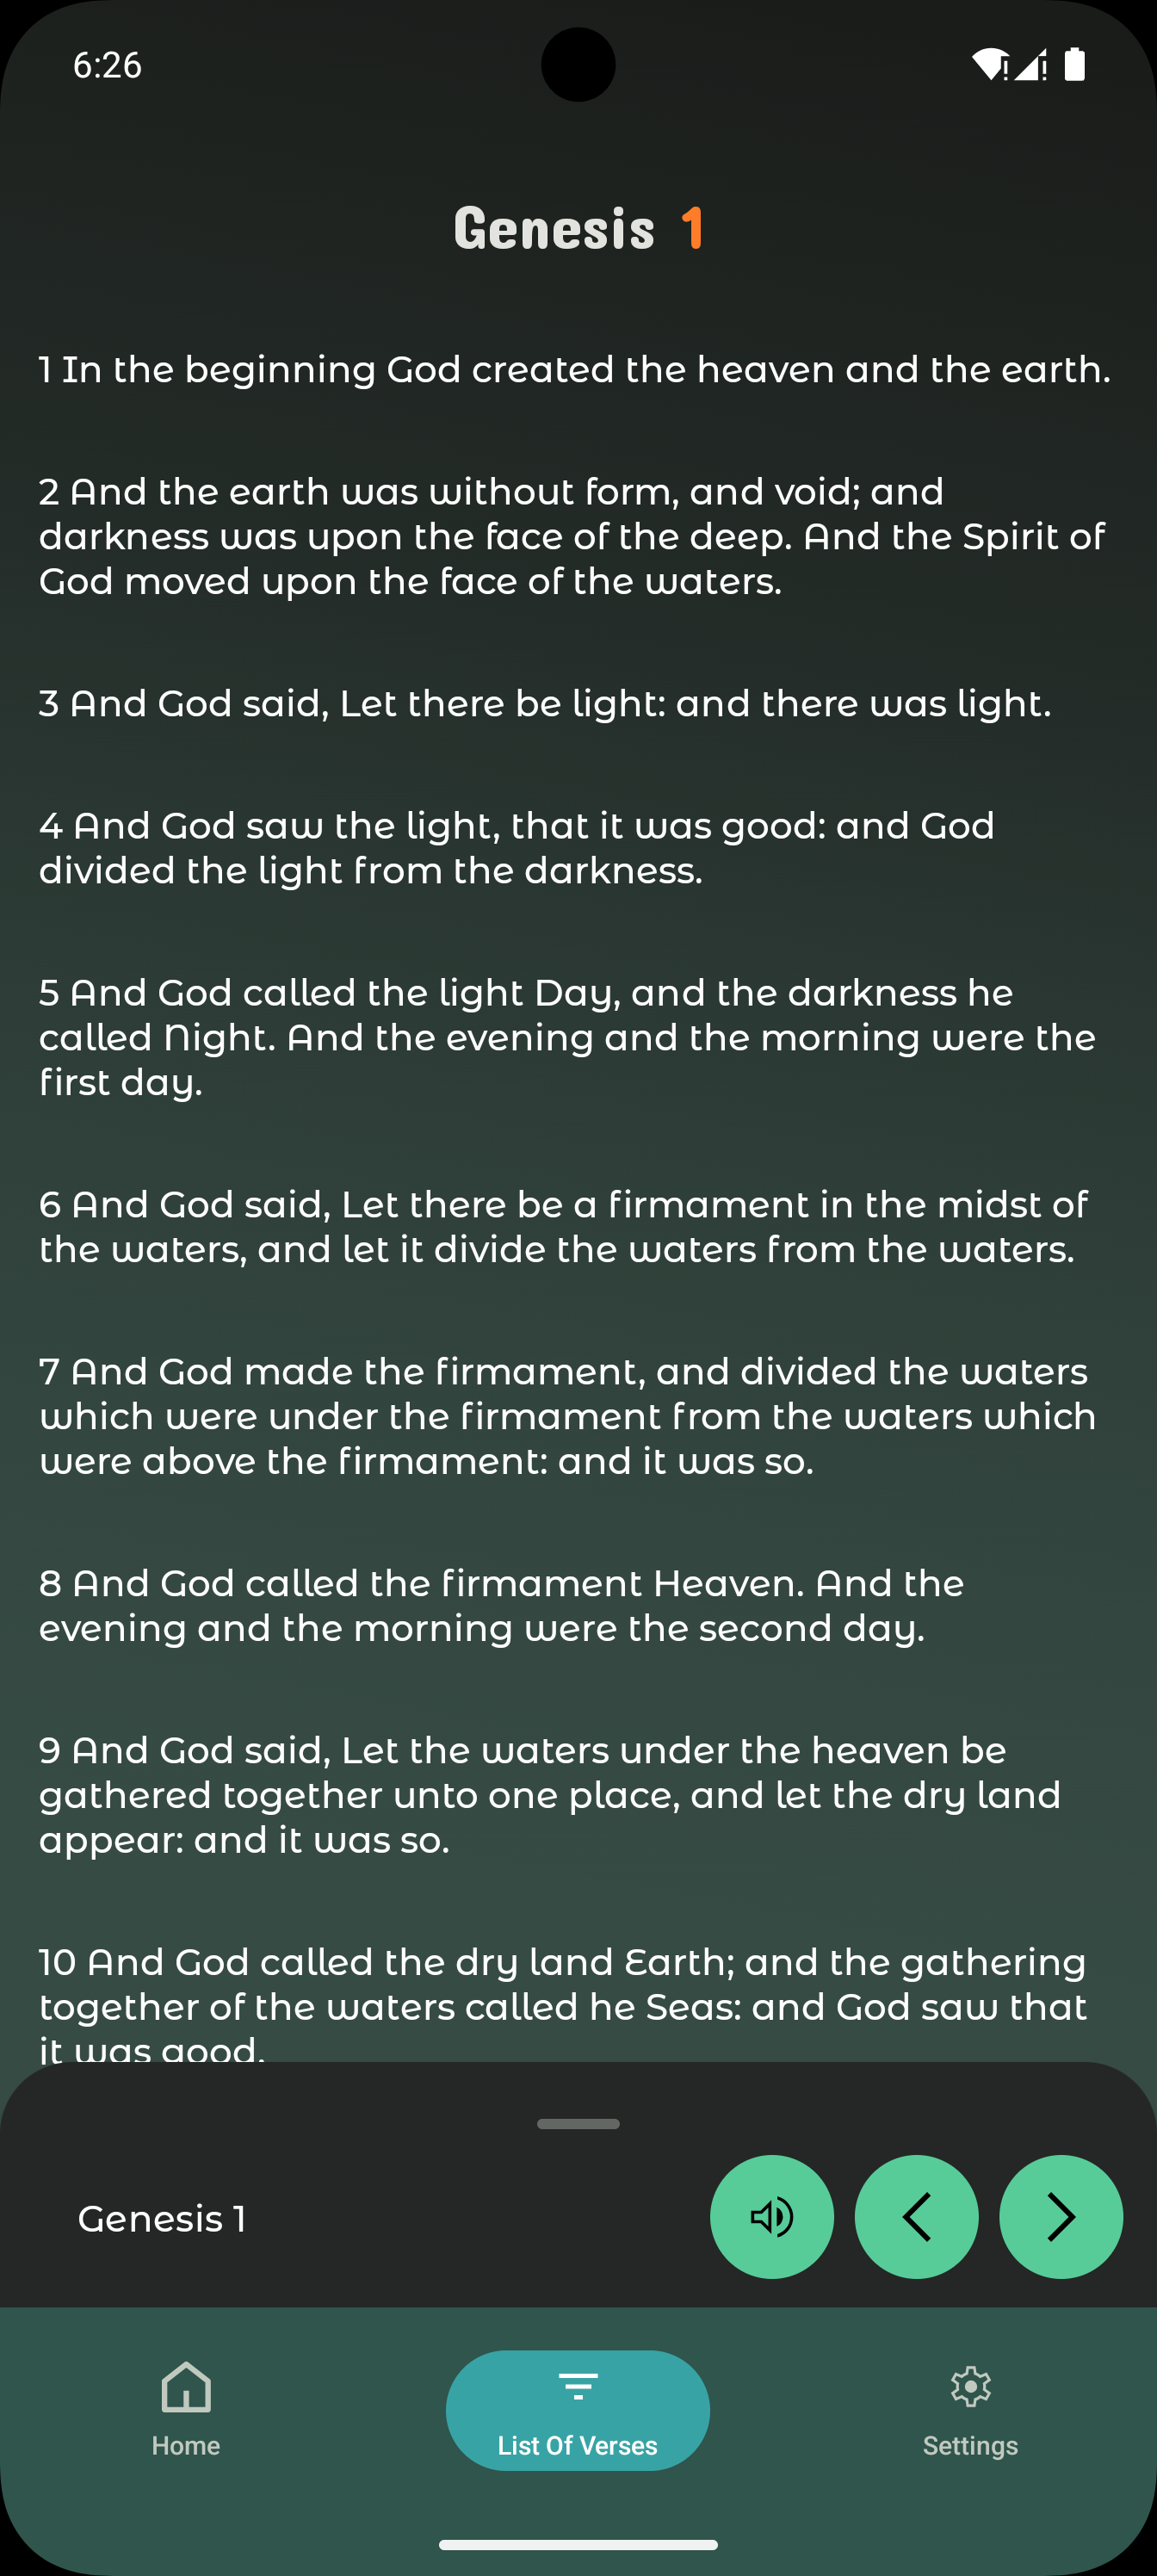 6:26
Genesis 1
1 In the beginning God created the heaven and the earth.
2 And the earth was without form, and void; and
darkness was upon the face of the deep. And the Spirit of
God moved upon the face of the waters.
3 And God said, Let there be light: and there was light.
4 And God saw the light, that it was good: and God
divided the light from the darkness.
5 And God called the light Day, and the darkness he
called Night. And the evening and the morning were the
first day.
6 And God said, Let there be a firmament in the midst of
the waters, and let it divide the waters from the waters.
7 And God made the firmament, and divided the waters
which were under the firmament from the waters which
were above the firmament: and it was so.
8 And God called the firmament Heaven. And the
evening and the morning were the second day.
9 And God said, Let the waters under the heaven be
gathered together unto one place, and let the dry land
appear: and it was so.
10 And God called the dry land Earth; and the gathering
together of the waters called he Seas: and God saw that
it was good.
Genesis 1
Home
List Of Verses
Settings